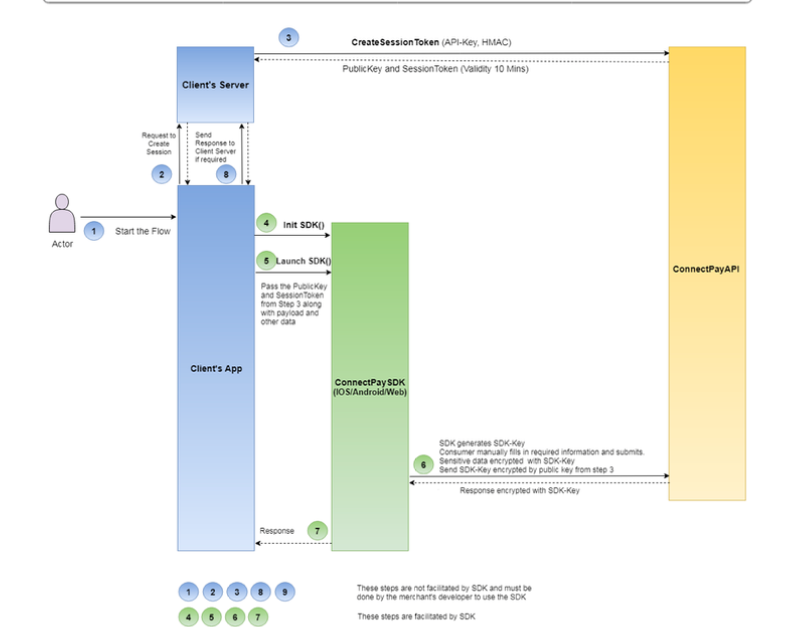 3
CreateSessionToken (API-Key, HMAC)
PublicKey and SessionToken (Validity 10 Mins)
Client's Server
Request to
Create
Session
2
Send
Response to
Client Server
if required
8
Actor
1
Start the Flow
4
Init SDK()
5
Launch SDK()
Pass the PublicKey
and SessionToken
from Step 3 along
with payload and
other data
Client's App
ConnectPaySDK
(IOS/Android/Web)
ConnectPayAPI
6
SDK generates SDK-Key
Consumer manually fills in required information and submits.
Sensitive data encrypted with SDK-Key
Send SDK-Key encrypted by public key from step 3
Response encrypted with SDK-Key
Response
7
1 2 3 8 9
These steps are not facilitated by SDK and must be
done by the merchant's developer to use the SDK
4 5 6 7
These steps are facilitated by SDK